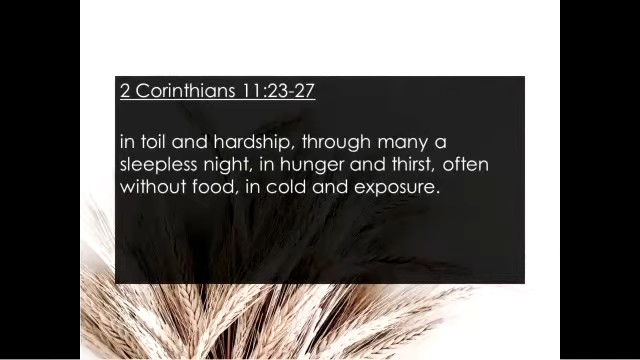 2 Corinthians 11:23-27
in toil and hardship, through many a
sleepless night, in hunger and thirst, often
without food, in cold and exposure.